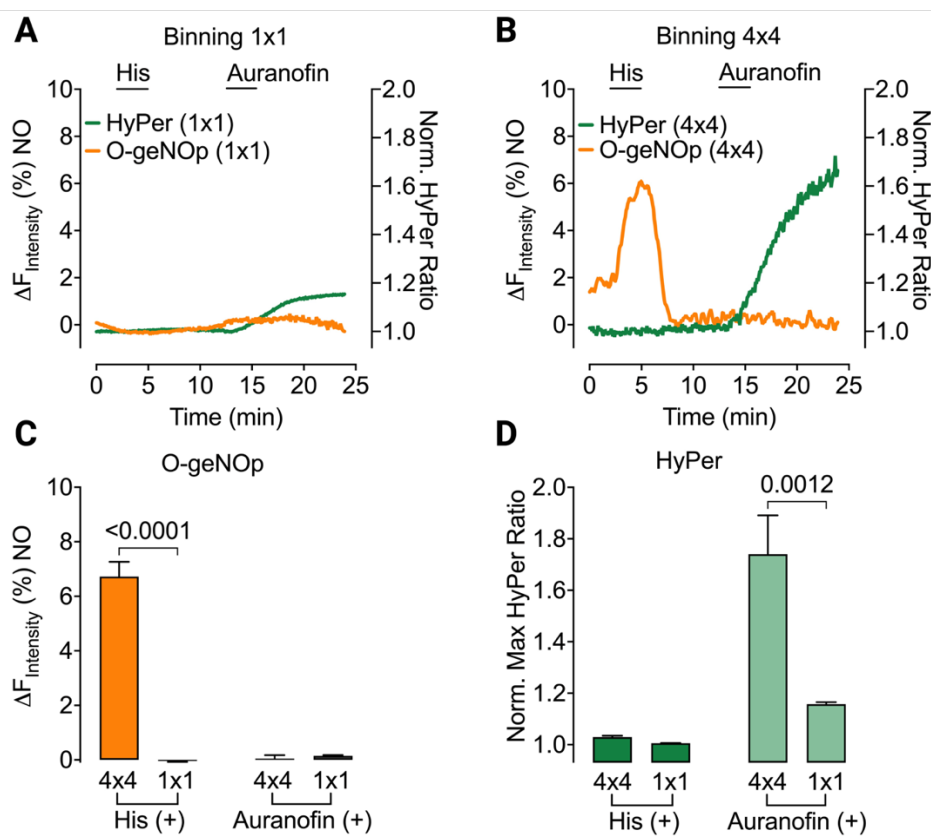 A
Binning 1x1
His
Auranofin
HyPer (1x1)
O-geNOp (1x1)
ΔF Intensity (%) NO
10
8
6
4
2
0
Norm. HyPer Ratio
2.0
1.8
1.6
1.4
1.2
1.0
0 5 10 15 20 25
Time (min)
B
Binning 4x4
His
Auranofin
HyPer (4x4)
O-geNOp (4x4)
ΔF Intensity (%) NO
10
8
6
4
2
0
Norm. HyPer Ratio
2.0
1.8
1.6
1.4
1.2
1.0
0 5 10 15 20 25
Time (min)
C
O-geNOp
ΔF Intensity (%) NO
10
8
6
4
2
0
<0.0001
4x4 1x1 4x4 1x1
His (+) Auranofin (+)
D
HyPer
Norm. Max HyPer Ratio
2.0
1.8
1.6
1.4
1.2
1.0
0.0012
4x4 1x1 4x4 1x1
His (+) Auranofin (+)